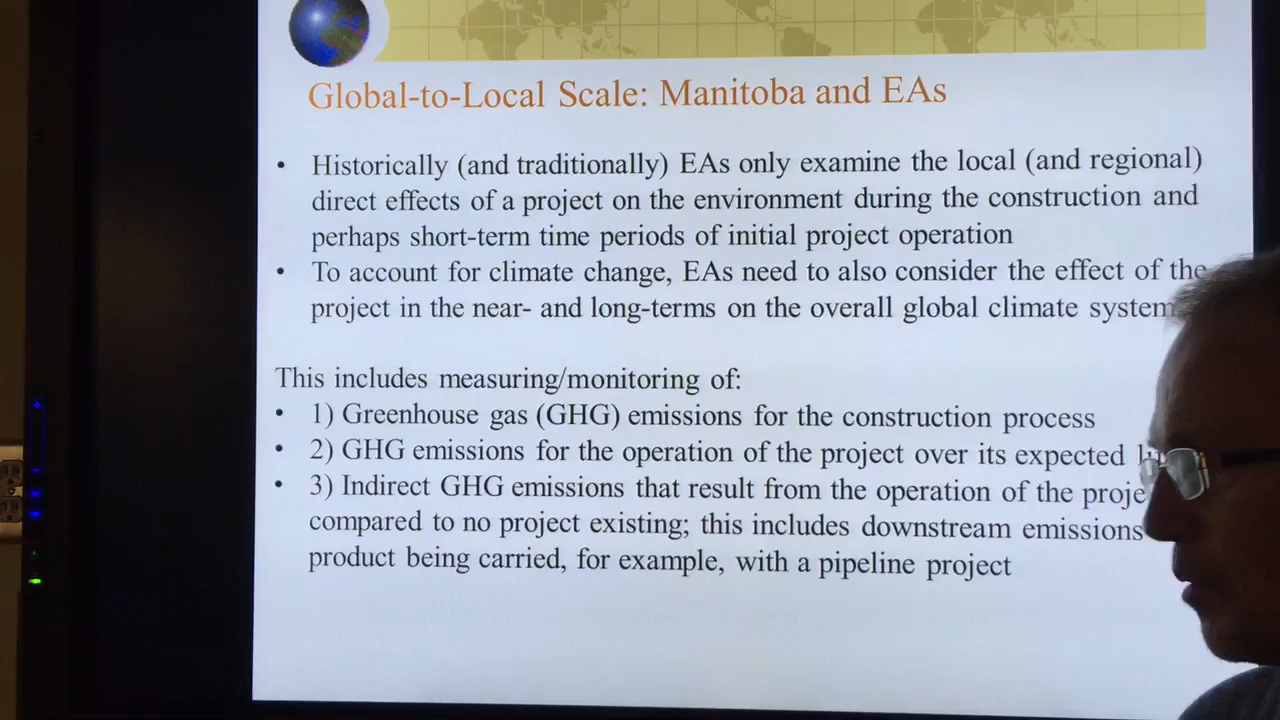 Global-to-Local Scale: Manitoba and EAs
• Historically (and traditionally) EAs only examine the local (and regional)
direct effects of a project on the environment during the construction and
perhaps short-term time periods of initial project operation
• To account for climate change, EAs need to also consider the effect of the
project in the near- and long-terms on the overall global climate system
This includes measuring/monitoring of:
• 1) Greenhouse gas (GHG) emissions for the construction process
• 2) GHG emissions for the operation of the project over its expected
• 3) Indirect GHG emissions that result from the operation of the
compared to no project existing; this includes downstream emissions
product being carried, for example, with a pipeline project